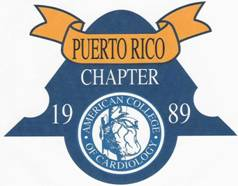 PUERTO RICO
CHAPTER
19 89
AMERICAN COLLEGE
OF CARDIOLOGY